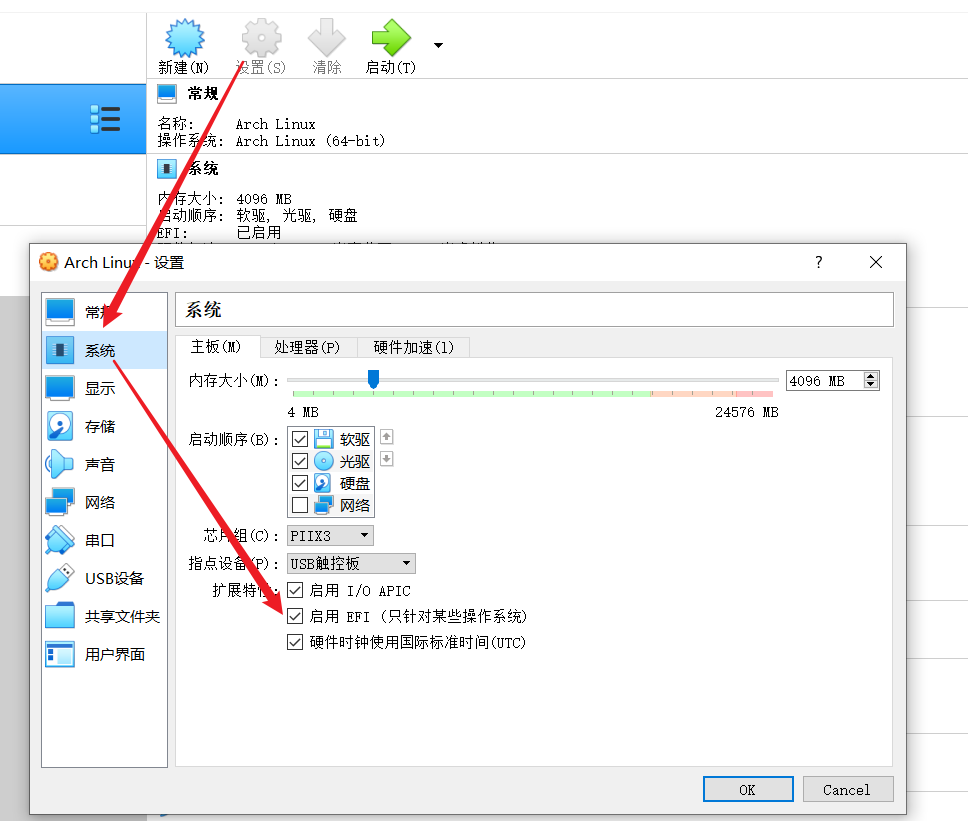 新建(N) 设置(S) 清除 启动(T)
常规
名称: Arch Linux
操作系统: Arch Linux (64-bit)
系统
内存大小: 4096 MB
启动顺序: 软驱, 光驱, 硬盘
EFI: 已启用
Arch Linux - 设置 ?
常规
系统
显示
存储
声音
网络
串口
USB设备
共享文件夹
用户界面
系统
主板(M) 处理器(P) 硬件加速(l)
内存大小(M): 4096 MB
4 MB 24576 MB
启动顺序(B): 软驱
光驱
硬盘
网络
芯片组(C): PIIX3
指点设备(P): USB触控板
扩展特性: 启用 I/O APIC
启用 EFI (只针对某些操作系统)
硬件时钟使用国际标准时间(UTC)
OK Cancel